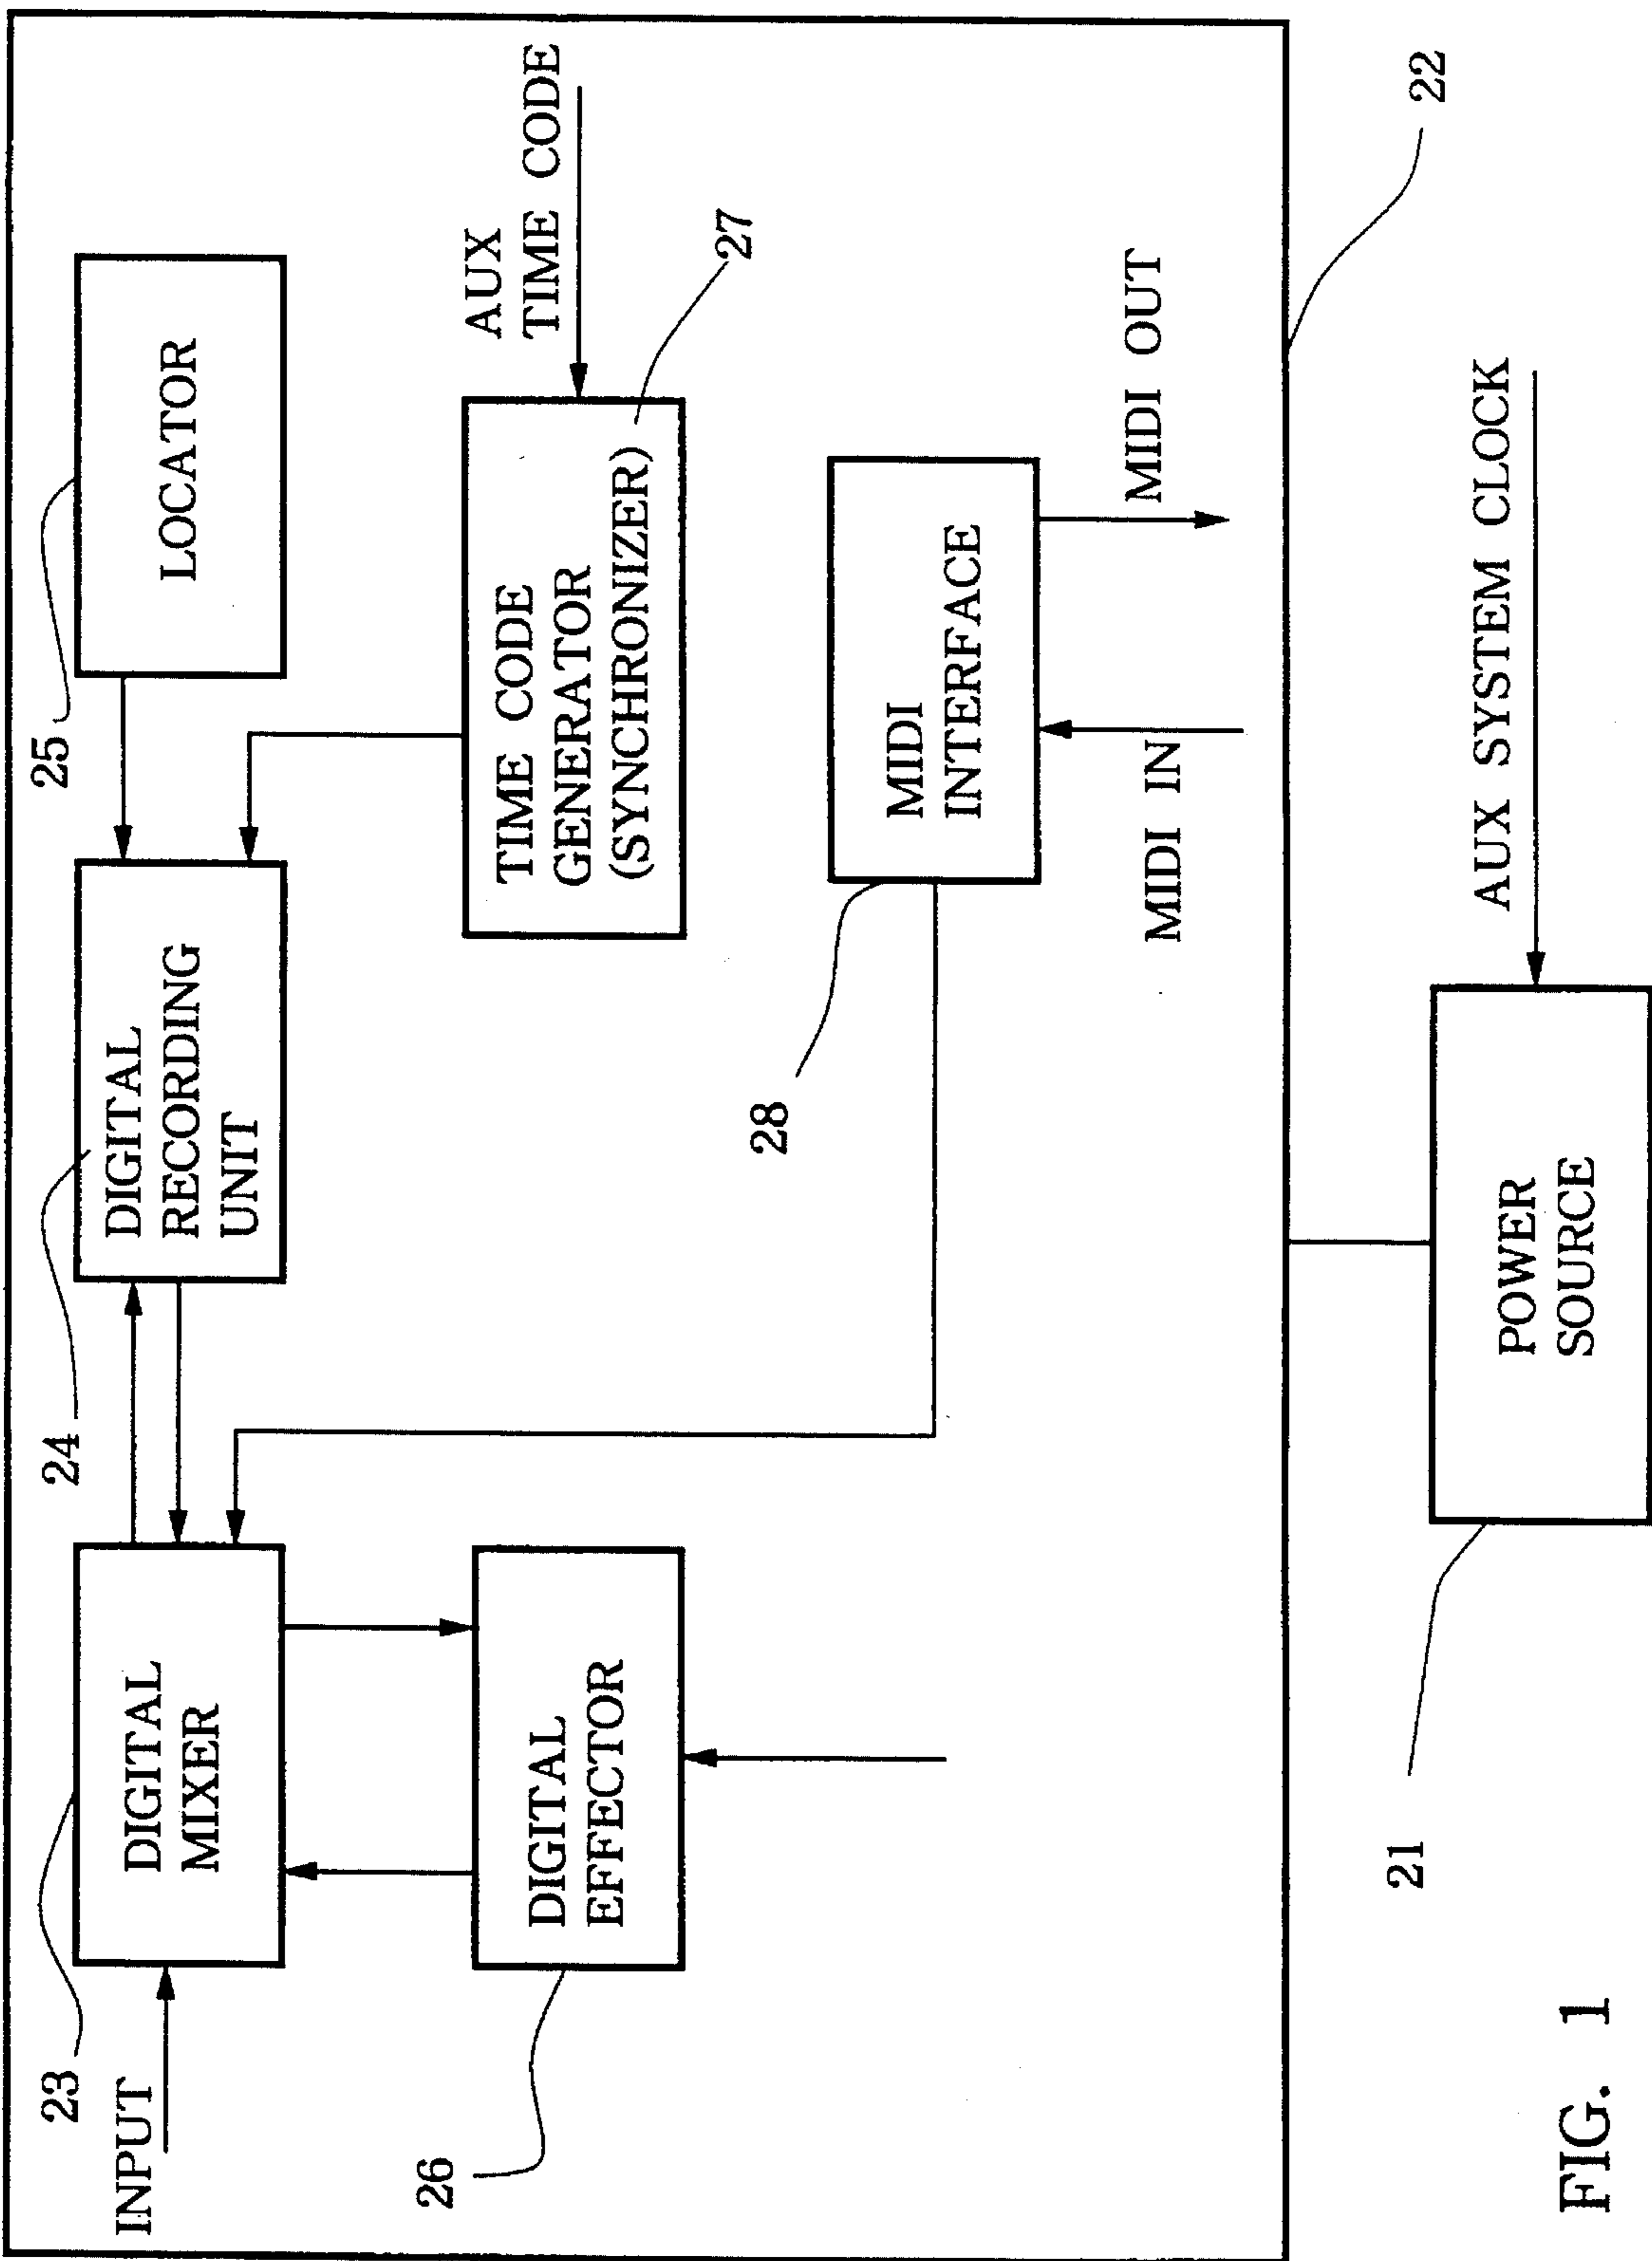 23
24
25
INPUT
DIGITAL
MIXER
DIGITAL
RECORDING
UNIT
LOCATOR
26
DIGITAL
EFFECTOR
TIME CODE
GENERATOR
(SYNCHRONIZER)
AUX
TIME CODE
27
28
MIDI
INTERFACE
MIDI IN
MIDI OUT
22
21
POWER
SOURCE
AUX SYSTEM CLOCK
FIG. 1